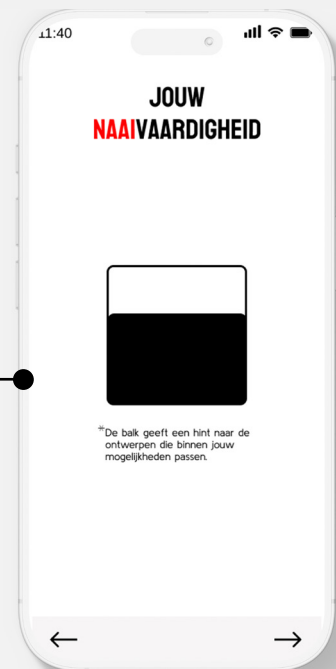 11:40
JOUW
NAAIVAARDIGHEID
*De balk geeft een hint naar de
ontwerpen die binnen jouw
mogelijkheden passen.